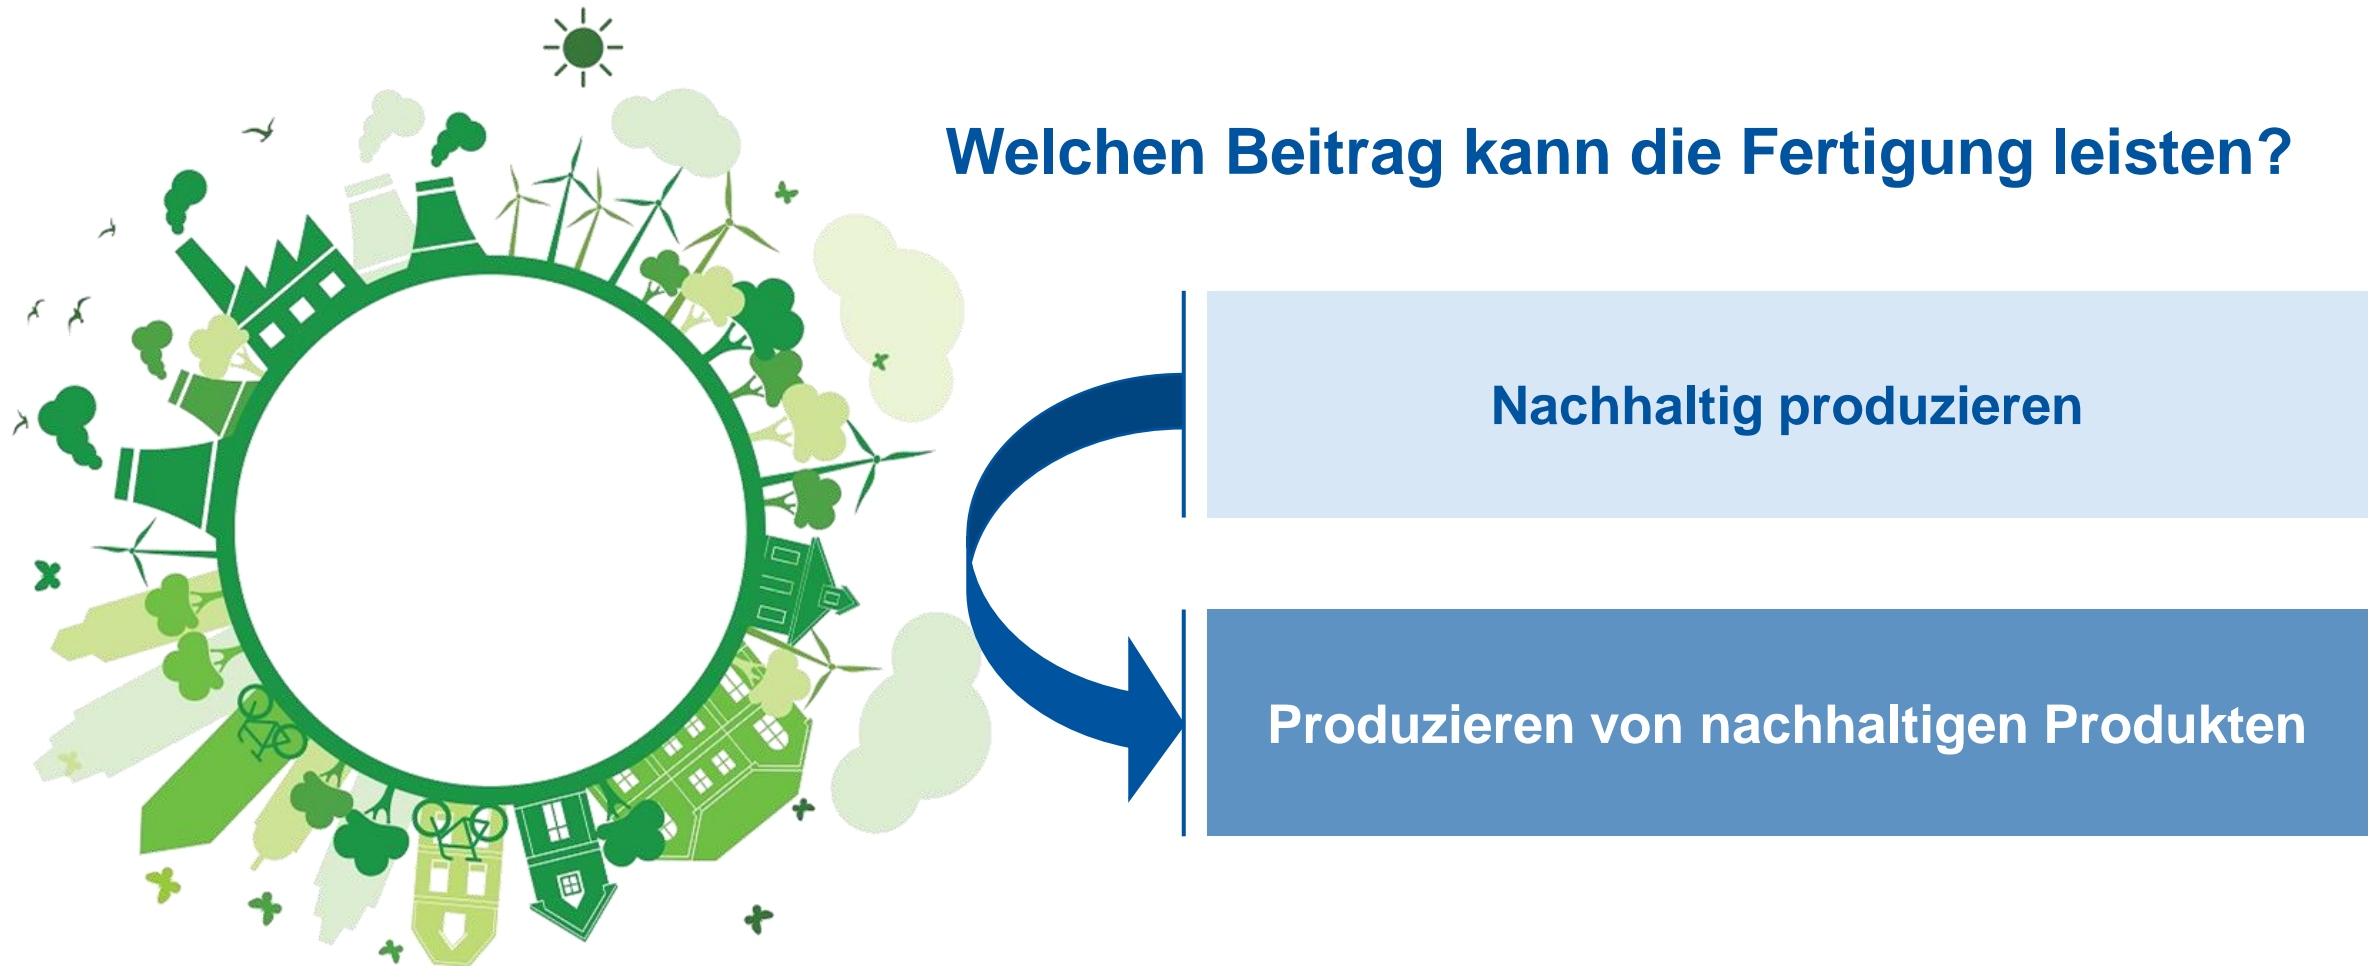 Welchen Beitrag kann die Fertigung leisten?
Nachhaltig produzieren
Produzieren von nachhaltigen Produkten